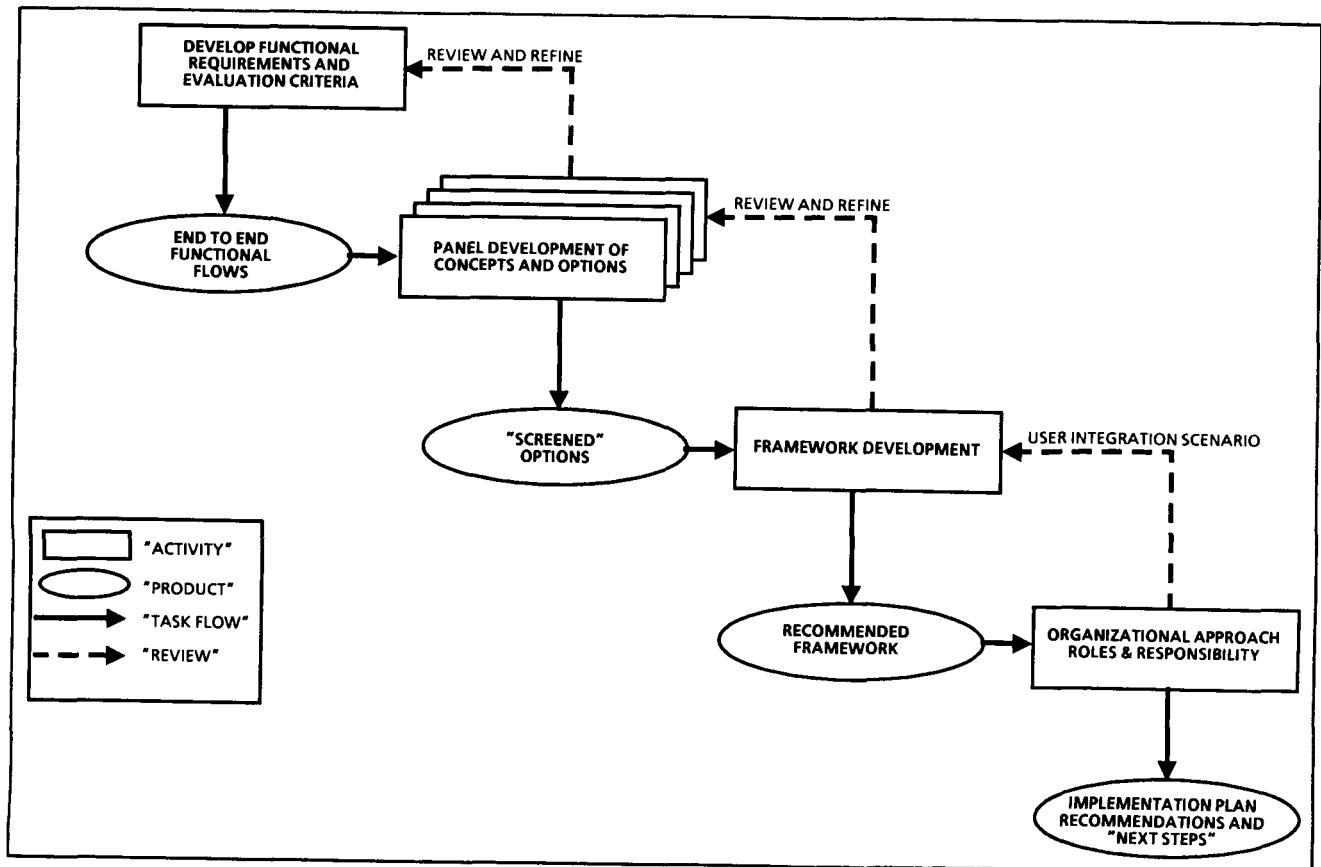 DEVELOP FUNCTIONAL
REQUIREMENTS AND
EVALUATION CRITERIA
REVIEW AND REFINE
END TO END
FUNCTIONAL
FLOWS
PANEL DEVELOPMENT OF
CONCEPTS AND OPTIONS
REVIEW AND REFINE
"SCREENED"
OPTIONS
FRAMEWORK DEVELOPMENT
USER INTEGRATION SCENARIO
"ACTIVITY"
"PRODUCT"
"TASK FLOW"
"REVIEW"
RECOMMENDED
FRAMEWORK
ORGANIZATIONAL APPROACH
ROLES & RESPONSIBILITY
IMPLEMENTATION PLAN
RECOMMENDATIONS AND
"NEXT STEPS"